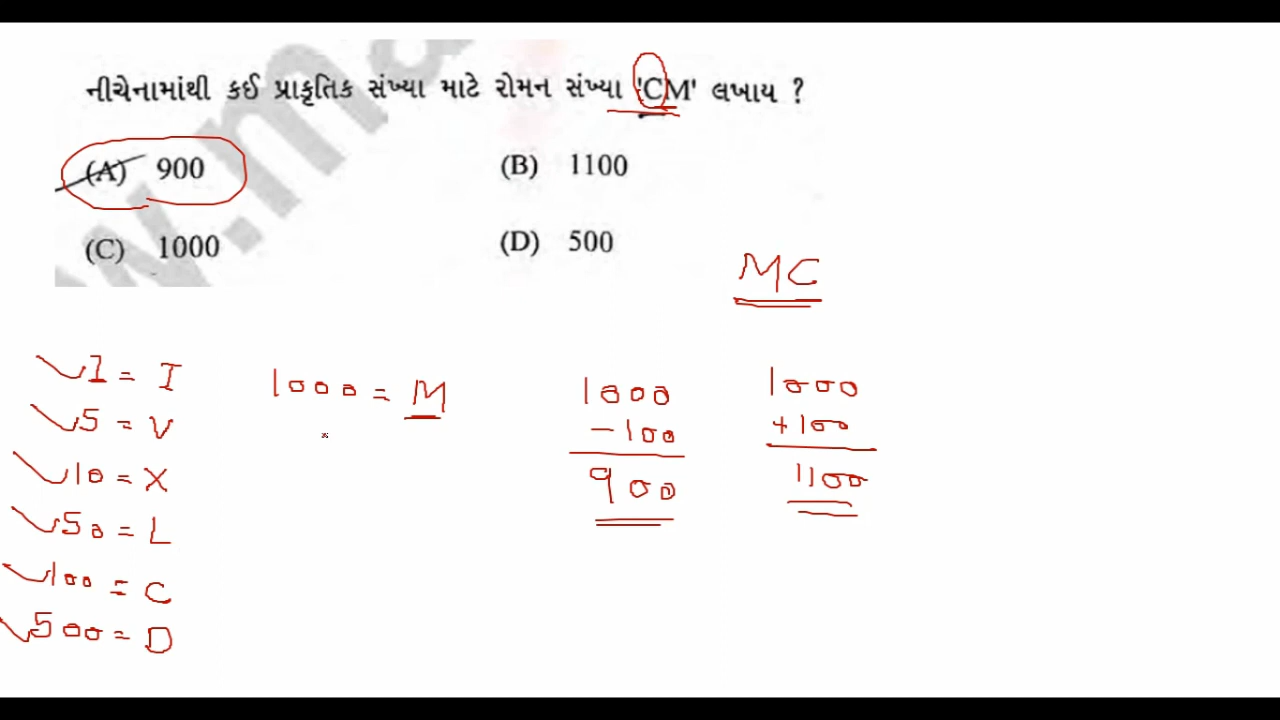 નીચેનામાંથી કઈ પ્રાકૃતિક સંખ્યા માટે રોમન સંખ્યા 'CM' લખાય ?
(A) 900 (B) 1100
(C) 1000 (D) 500
MC
1 = I
5 = V
10 = X
50 = L
100 = C
500 = D
1000 = M
1000
-100
900
1000
+100
1100